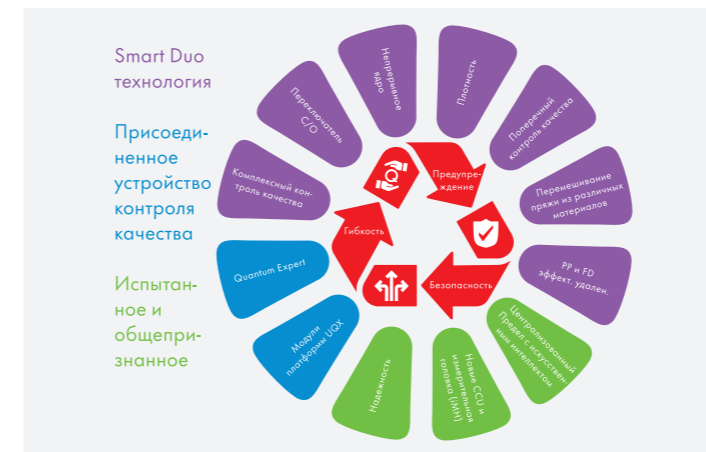 Smart Duo
технология
Присоеди-
ненное
устройство
контроля
качества
Испытан-
ное и
общепри-
знанное
Непрерывное
ядро
Плотность
Поперечный
контроль качества
Перемешивание
пряжи из различных
материалов
PP и FD
эффект. удален.
Централизованный
Предел с искусствен-
ным интеллектом
Новые CCU и
измерительная
головка (iMH)
Надежность
Модули
платформы UQX
Quantum Expert
Комплексный кон-
троль качества
Переключатель
C/O
Q
Предупре-
ждение
Безопасность
Гибкость